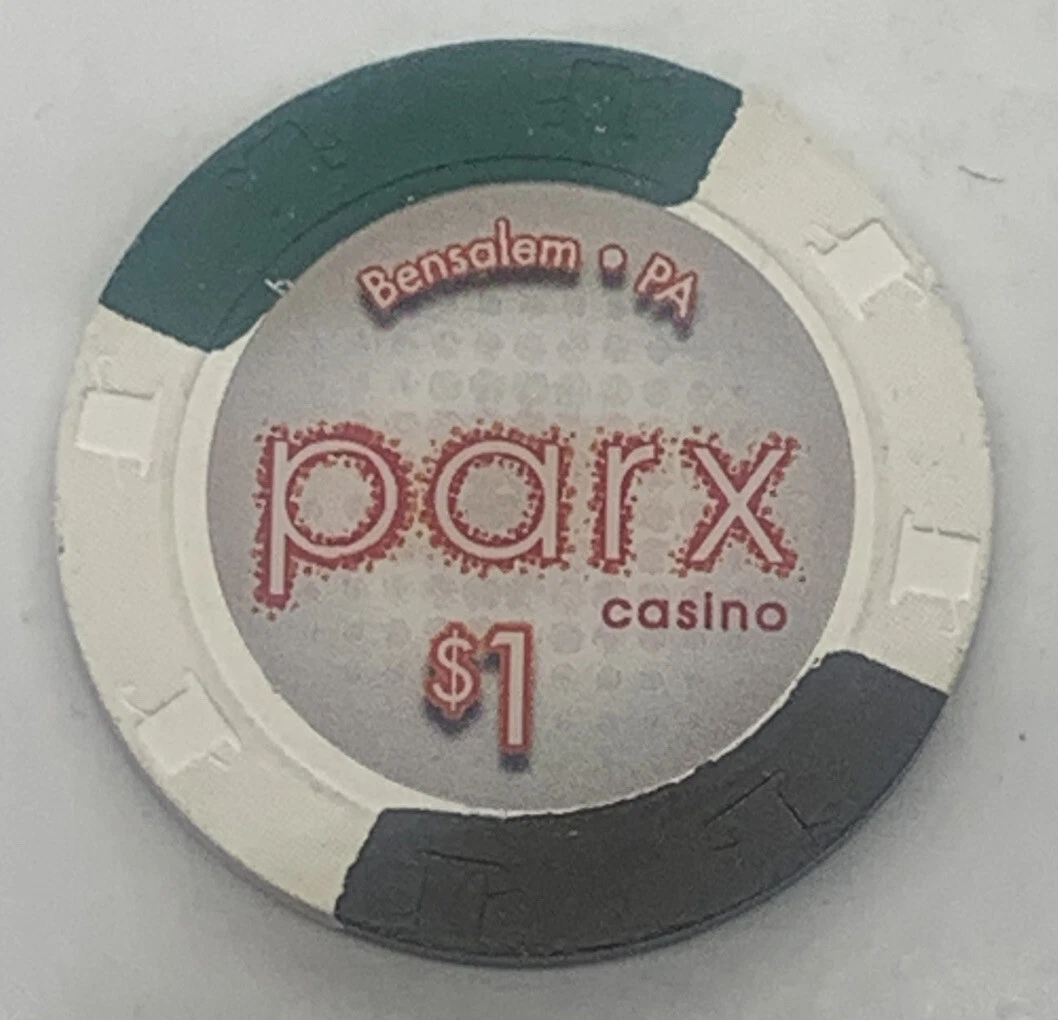 Bensalem • PA
parx
casino
$1